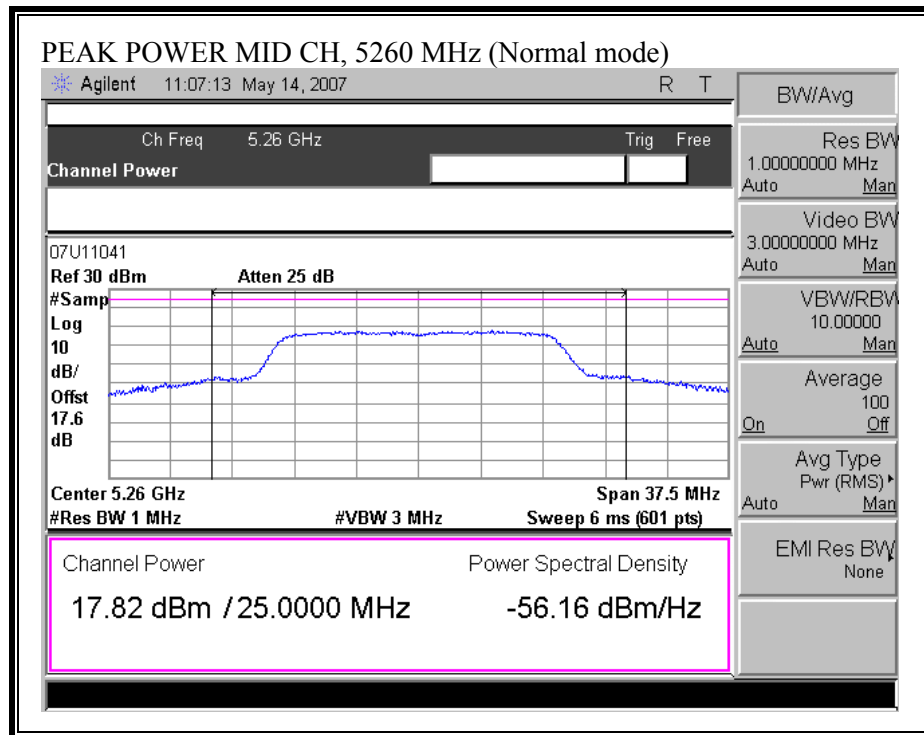 PEAK POWER MID CH, 5260 MHz (Normal mode)
Agilent 11:07:13 May 14, 2007 R T
Ch Freq 5.26 GHz Trig Free
Channel Power
07U11041
Ref 30 dBm Atten 25 dB
#Samp
Log
10
dB/
Offst
17.6
dB
Center 5.26 GHz Span 37.5 MHz
#Res BW 1 MHz #VBW 3 MHz Sweep 6 ms (601 pts)
Channel Power Power Spectral Density
17.82 dBm / 25.0000 MHz -56.16 dBm/Hz
BW/Avg
Res BW
1.00000000 MHz
Auto Man
Video BW
3.00000000 MHz
Auto Man
VBW/RBW
10.00000
Auto Man
Average
100
On Off
Avg Type
Pwr (RMS)
Auto Man
EMI Res BW
None